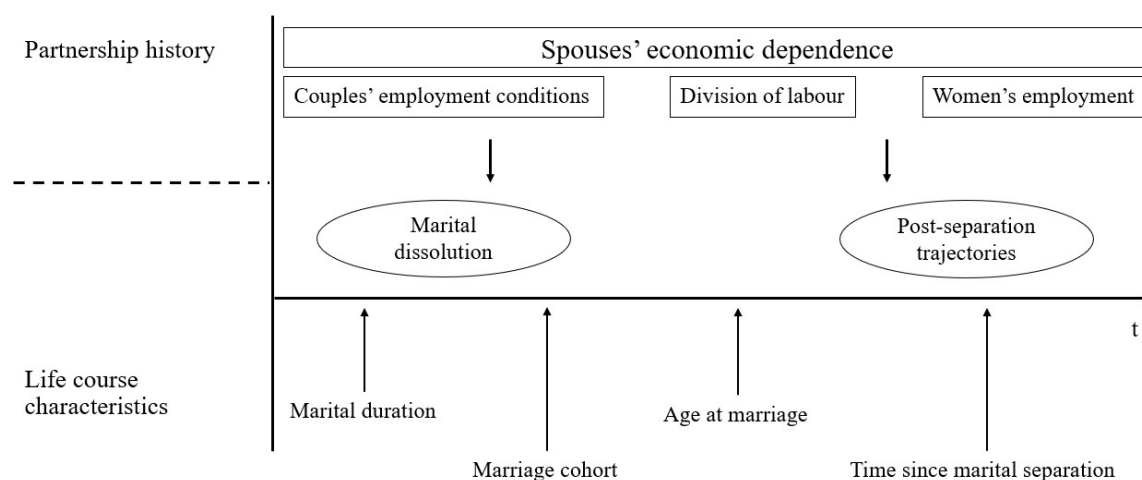 Partnership history
Spouses’ economic dependence
Couples’ employment conditions
Division of labour
Women’s employment
Marital
dissolution
Post-separation
trajectories
t
Life course
characteristics
Marital duration
Age at marriage
Marriage cohort
Time since marital separation